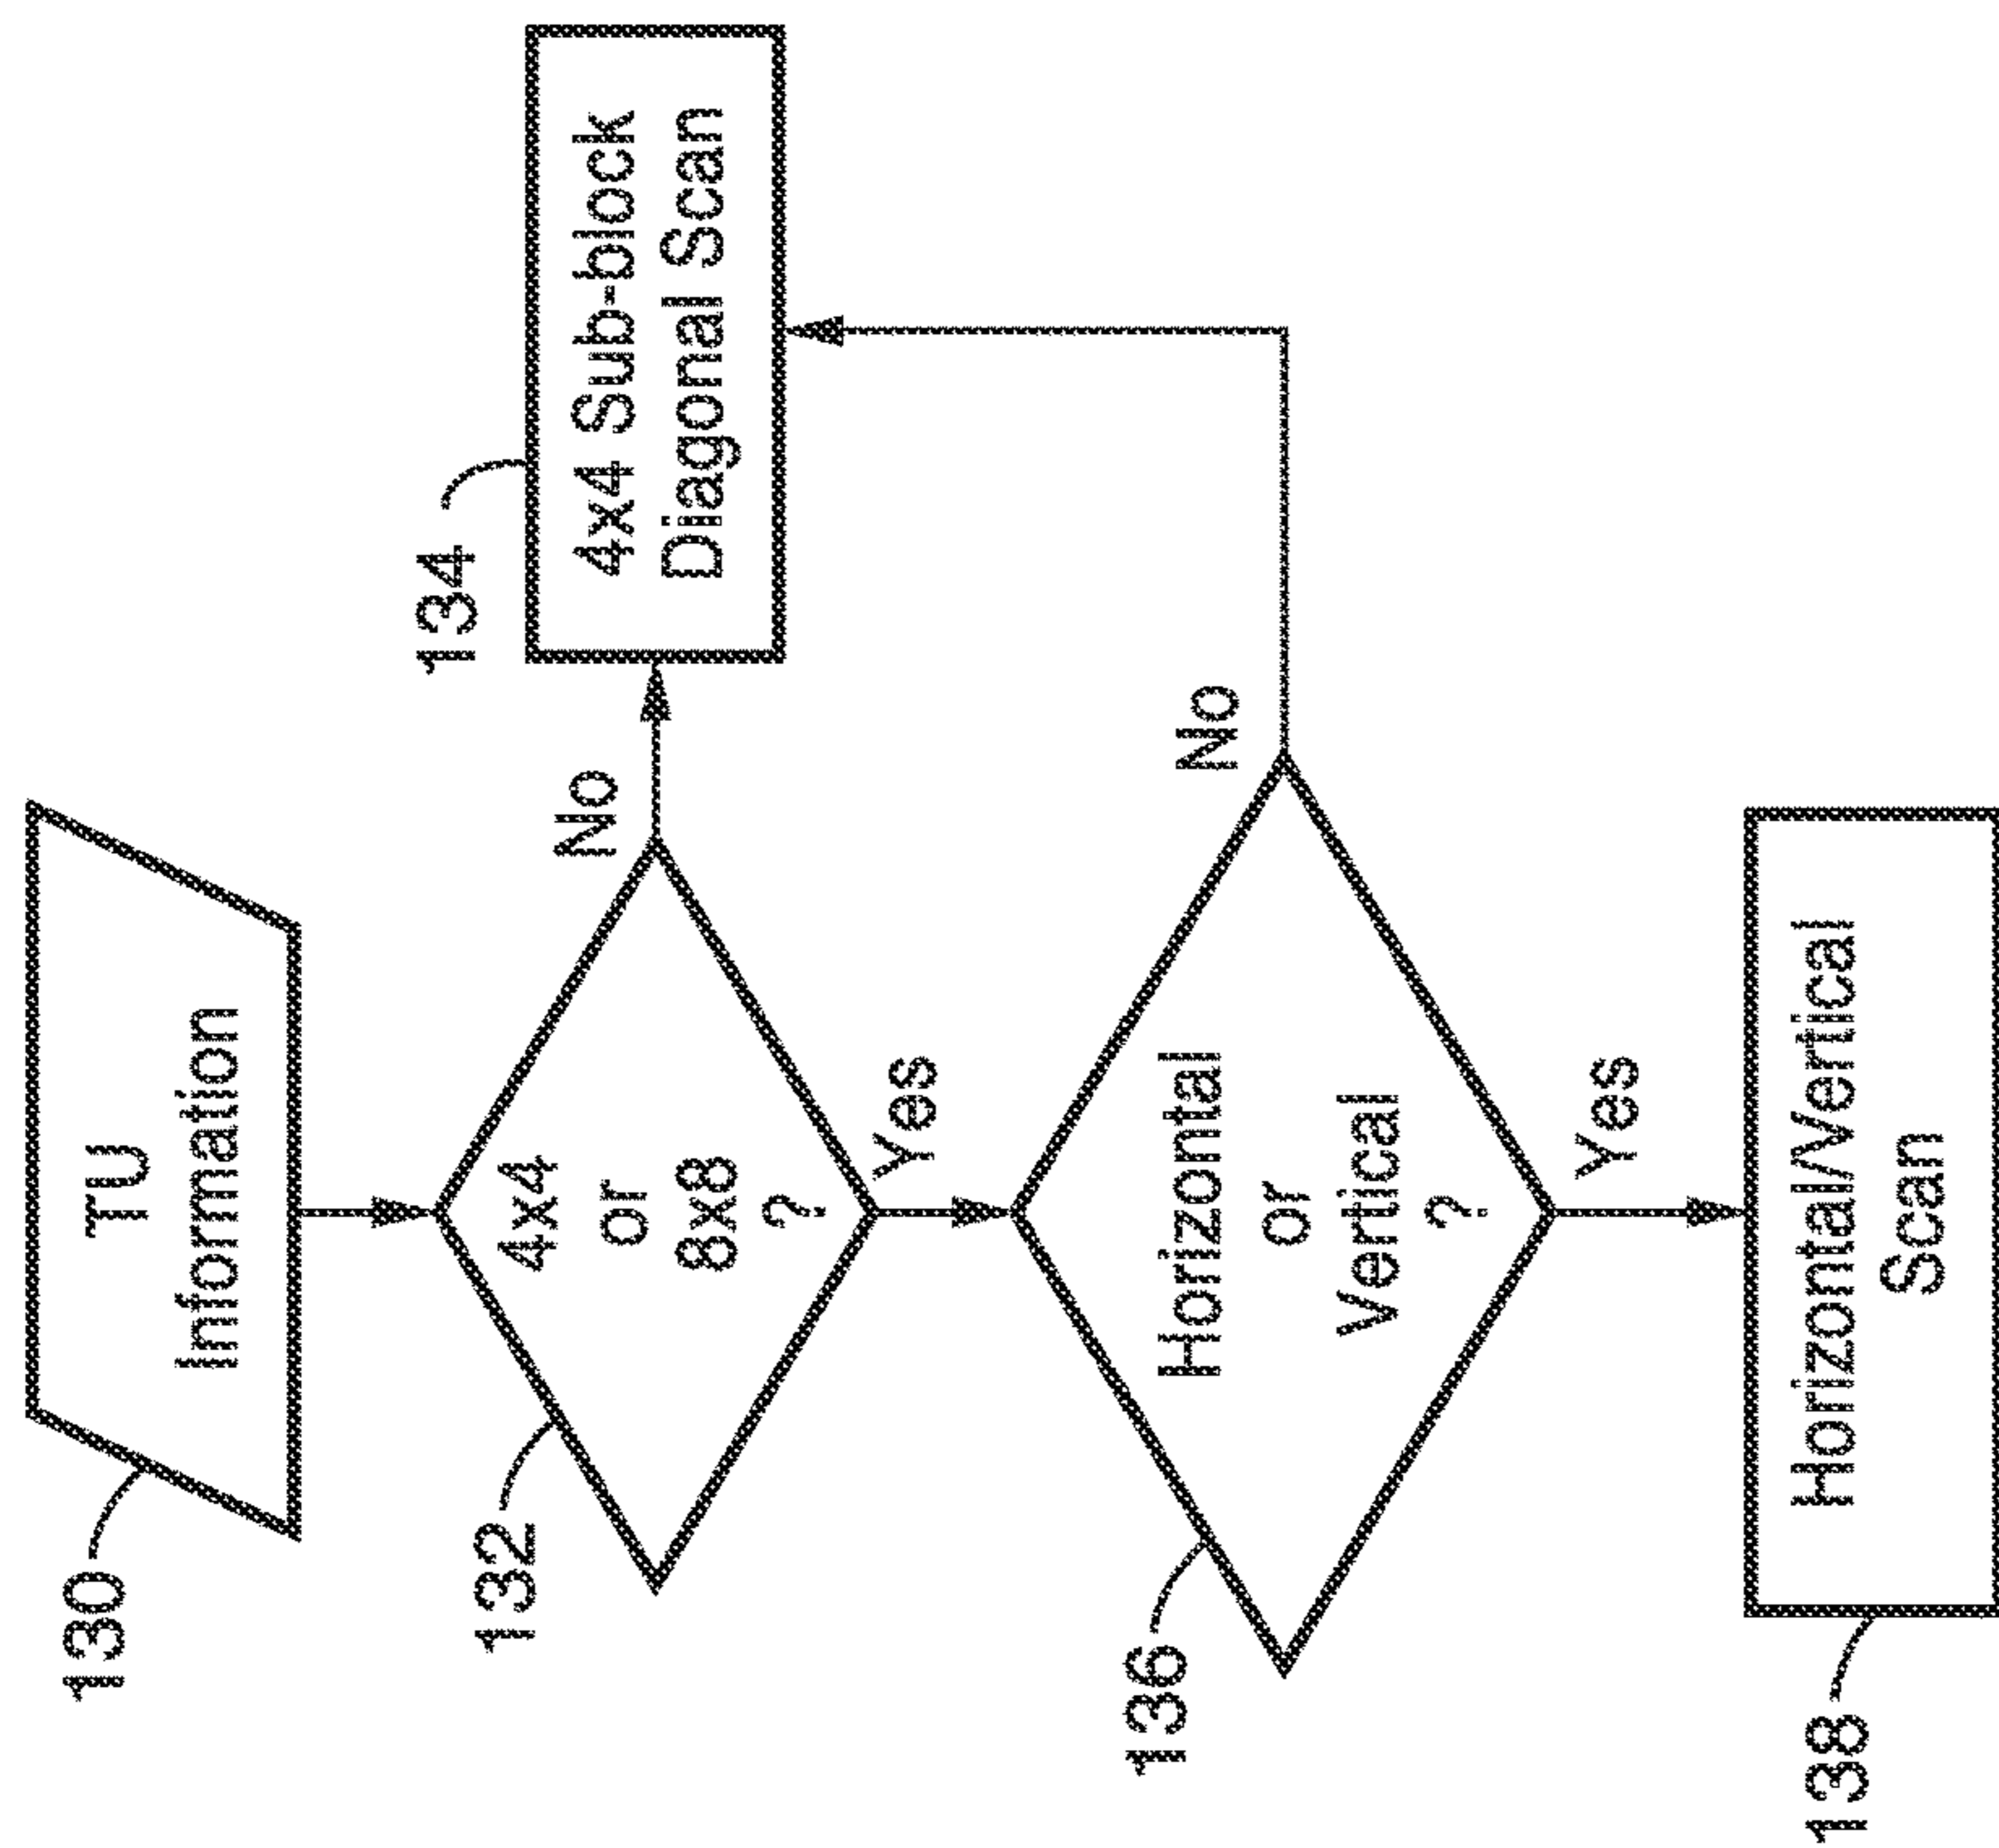 130
TU
Information
132
4x4
or
8x8
?
No
Yes
134
4x4 Sub-block
Diagonal Scan
136
Horizontal
or
Vertical
?
No
Yes
138
Horizontal/Vertical
Scan